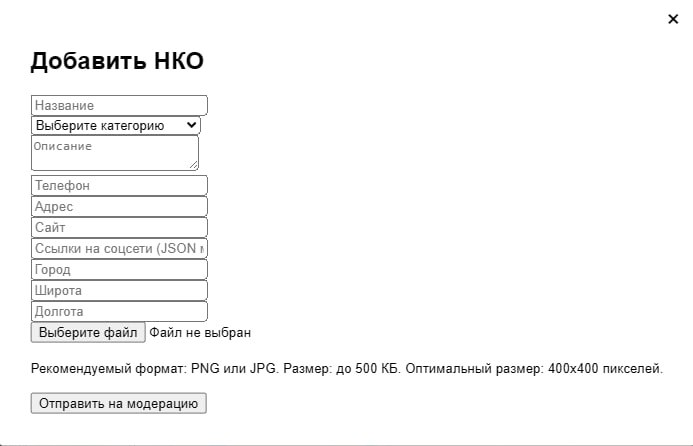 ×
Добавить НКО
Название
Выберите категорию
Описание
Телефон
Адрес
Сайт
Ссылки на соцсети (JSON м
Город
Широта
Долгота
Выберите файл Файл не выбран
Рекомендуемый формат: PNG или JPG. Размер: до 500 КБ. Оптимальный размер: 400x400 пикселей.
Отправить на модерацию